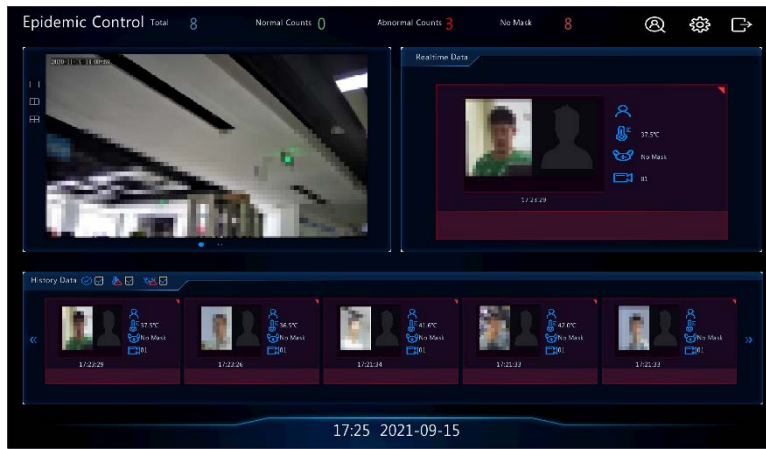 Epidemic Control Total 8 Normal Counts 0 Abnormal Counts 3 No Mask 8
Realtime Data
37.5℃
No Mask
01
17:23:29
History Data
37.5℃
No Mask
01
17:23:29
36.5℃
No Mask
01
17:23:26
41.6℃
No Mask
01
17:21:34
42.0℃
No Mask
01
17:21:33
℃
No Mask
01
17:21:33
17:25 2021-09-15